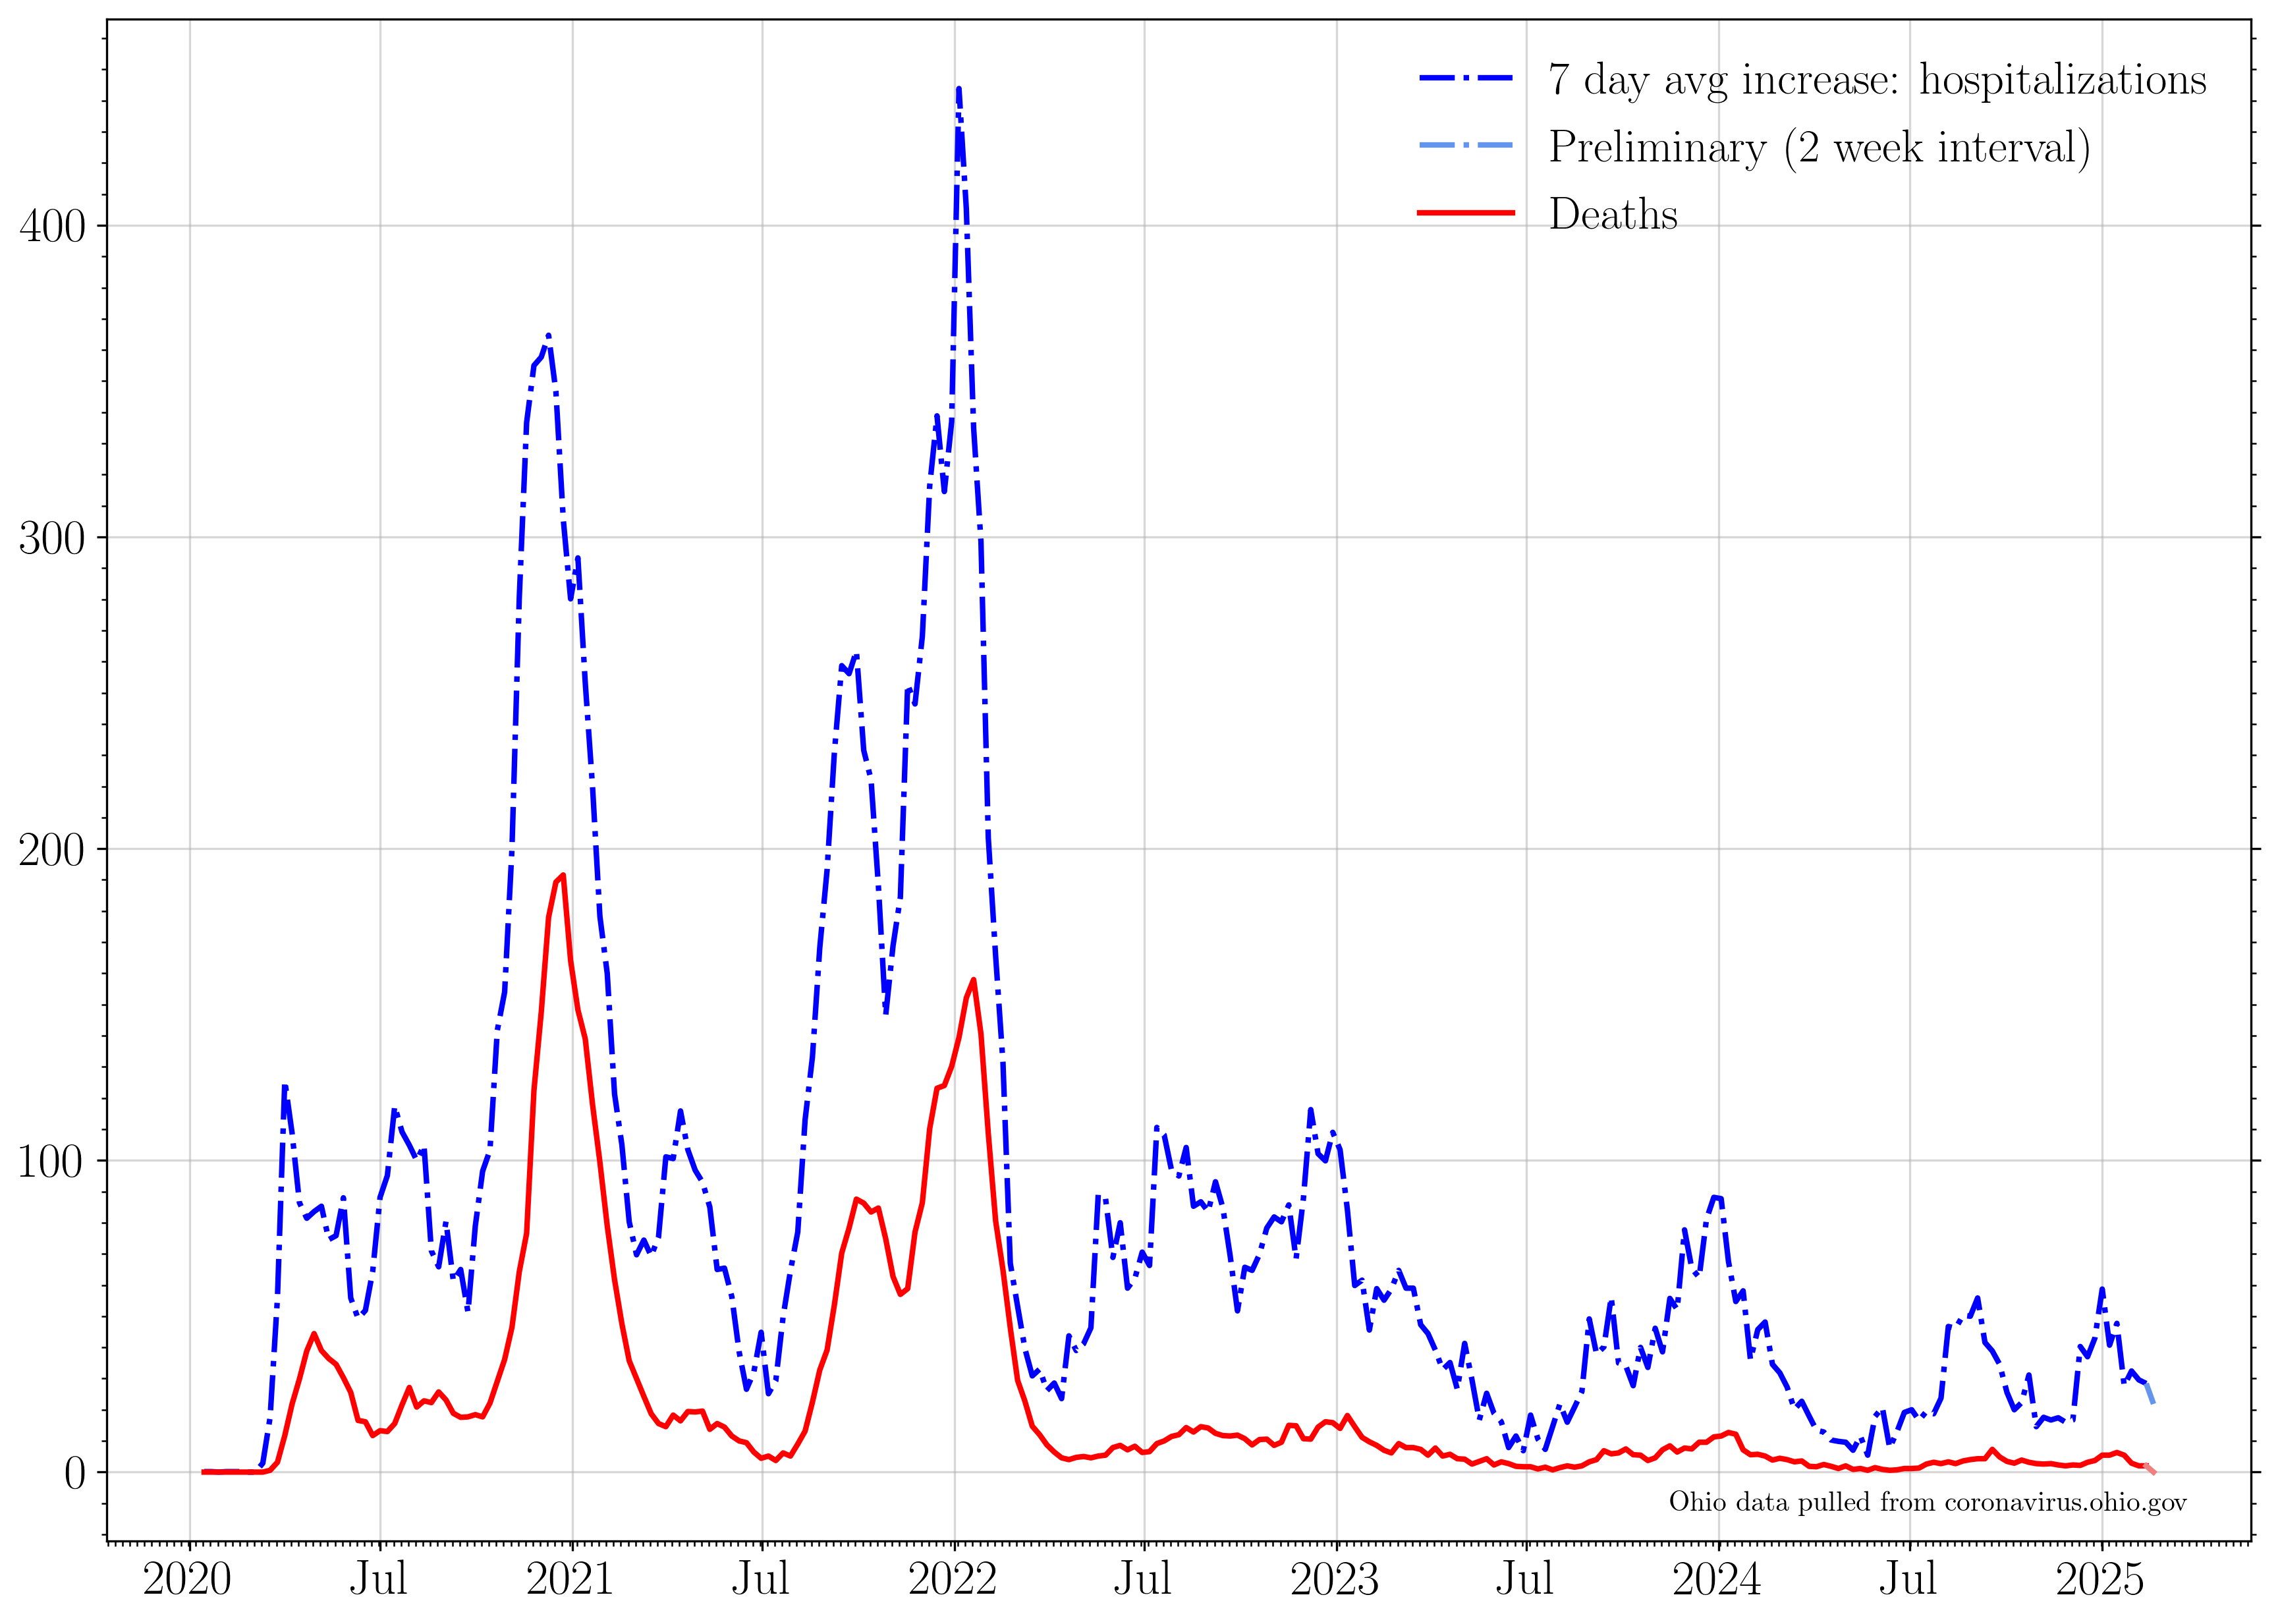 7 day avg increase: hospitalizations
Preliminary (2 week interval)
Deaths
400
300
200
100
0
Ohio data pulled from coronavirus.ohio.gov
2020 Jul 2021 Jul 2022 Jul 2023 Jul 2024 Jul 2025